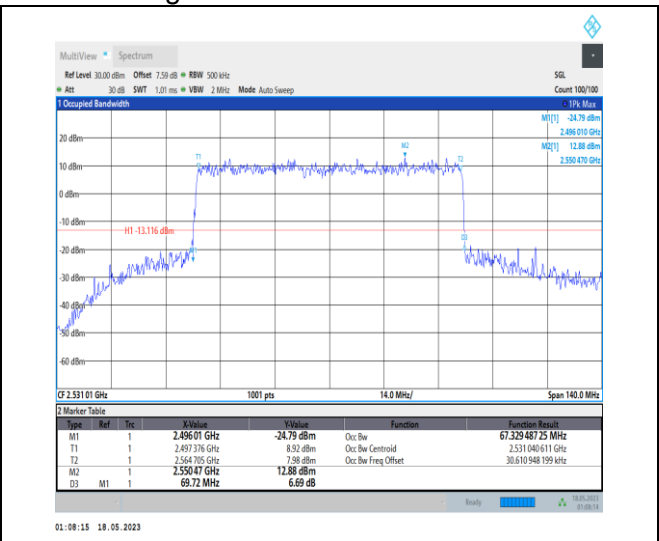 MultiView Spectrum
Ref Level 30.00 dBm Offset 7.59 dB RBW 500 kHz SGL
Att 30 dB SWT 1.01 ms VBW 2 MHz Mode Auto Sweep Count 100/100
1 Occupied Bandwidth 1Pk Max
M1[1] -24.79 dBm
2.496 010 GHz
M2[1] 12.88 dBm
2.550 470 GHz
20 dBm
M2
T1 T2
10 dBm
0 dBm
-10 dBm
H1 -13.116 dBm
D3
-20 dBm
-30 dBm
-40 dBm
-50 dBm
-60 dBm
CF 2.531 01 GHz 1001 pts 14.0 MHz/ Span 140.0 MHz
2 Marker Table
Type Ref Trc X-Value Y-Value Function Function Result
M1 1 2.496 01 GHz -24.79 dBm Occ Bw 67.329 487 25 MHz
T1 1 2.497 376 GHz 8.92 dBm Occ Bw Centroid 2.531 040 611 GHz
T2 1 2.564 705 GHz 7.98 dBm Occ Bw Freq Offset 30.610 948 199 kHz
M2 1 2.550 47 GHz 12.88 dBm
D3 M1 1 69.72 MHz 6.69 dB
Ready 18.05.2023
01:08:14
01:08:15 18.05.2023